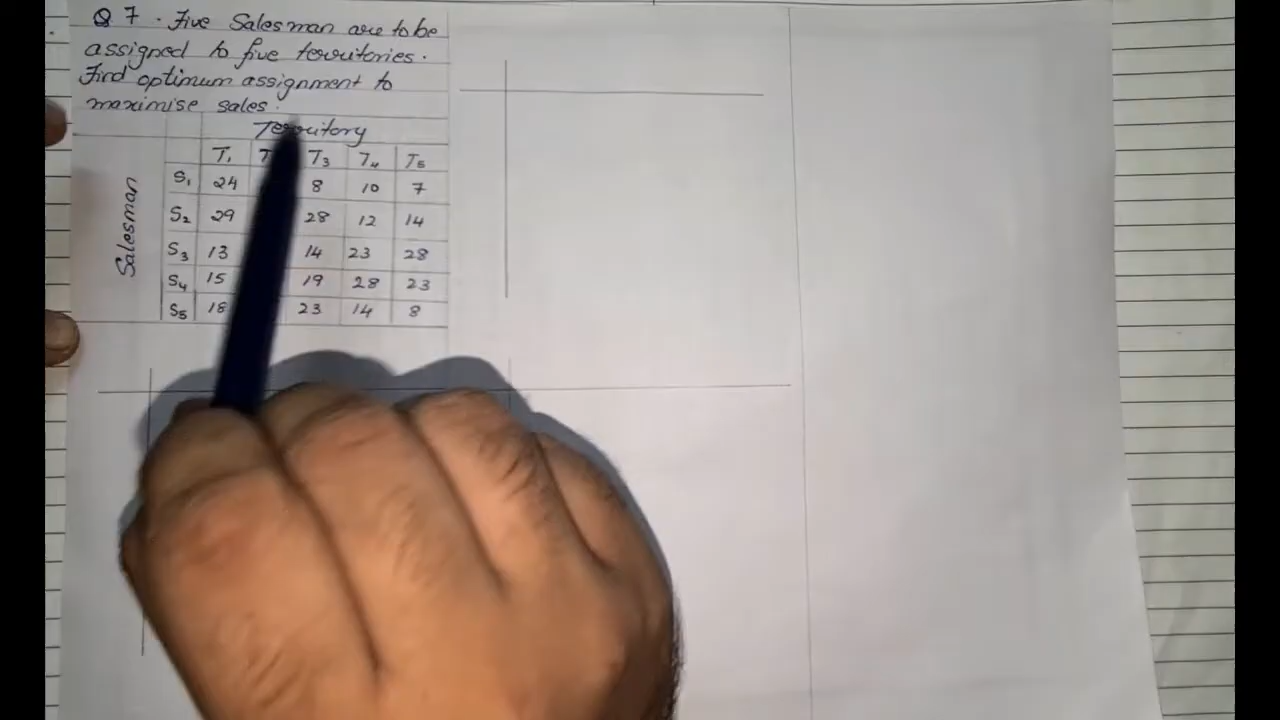 Q 7. Five Salesman are to be
assigned to five territories.
Find optimum assignment to
maximise sales.
Territory
T1 T T3 T4 T5
Salesman
S1 24 8 10 7
S2 29 28 12 14
S3 13 14 23 28
S4 15 19 28 23
S5 18 23 14 8